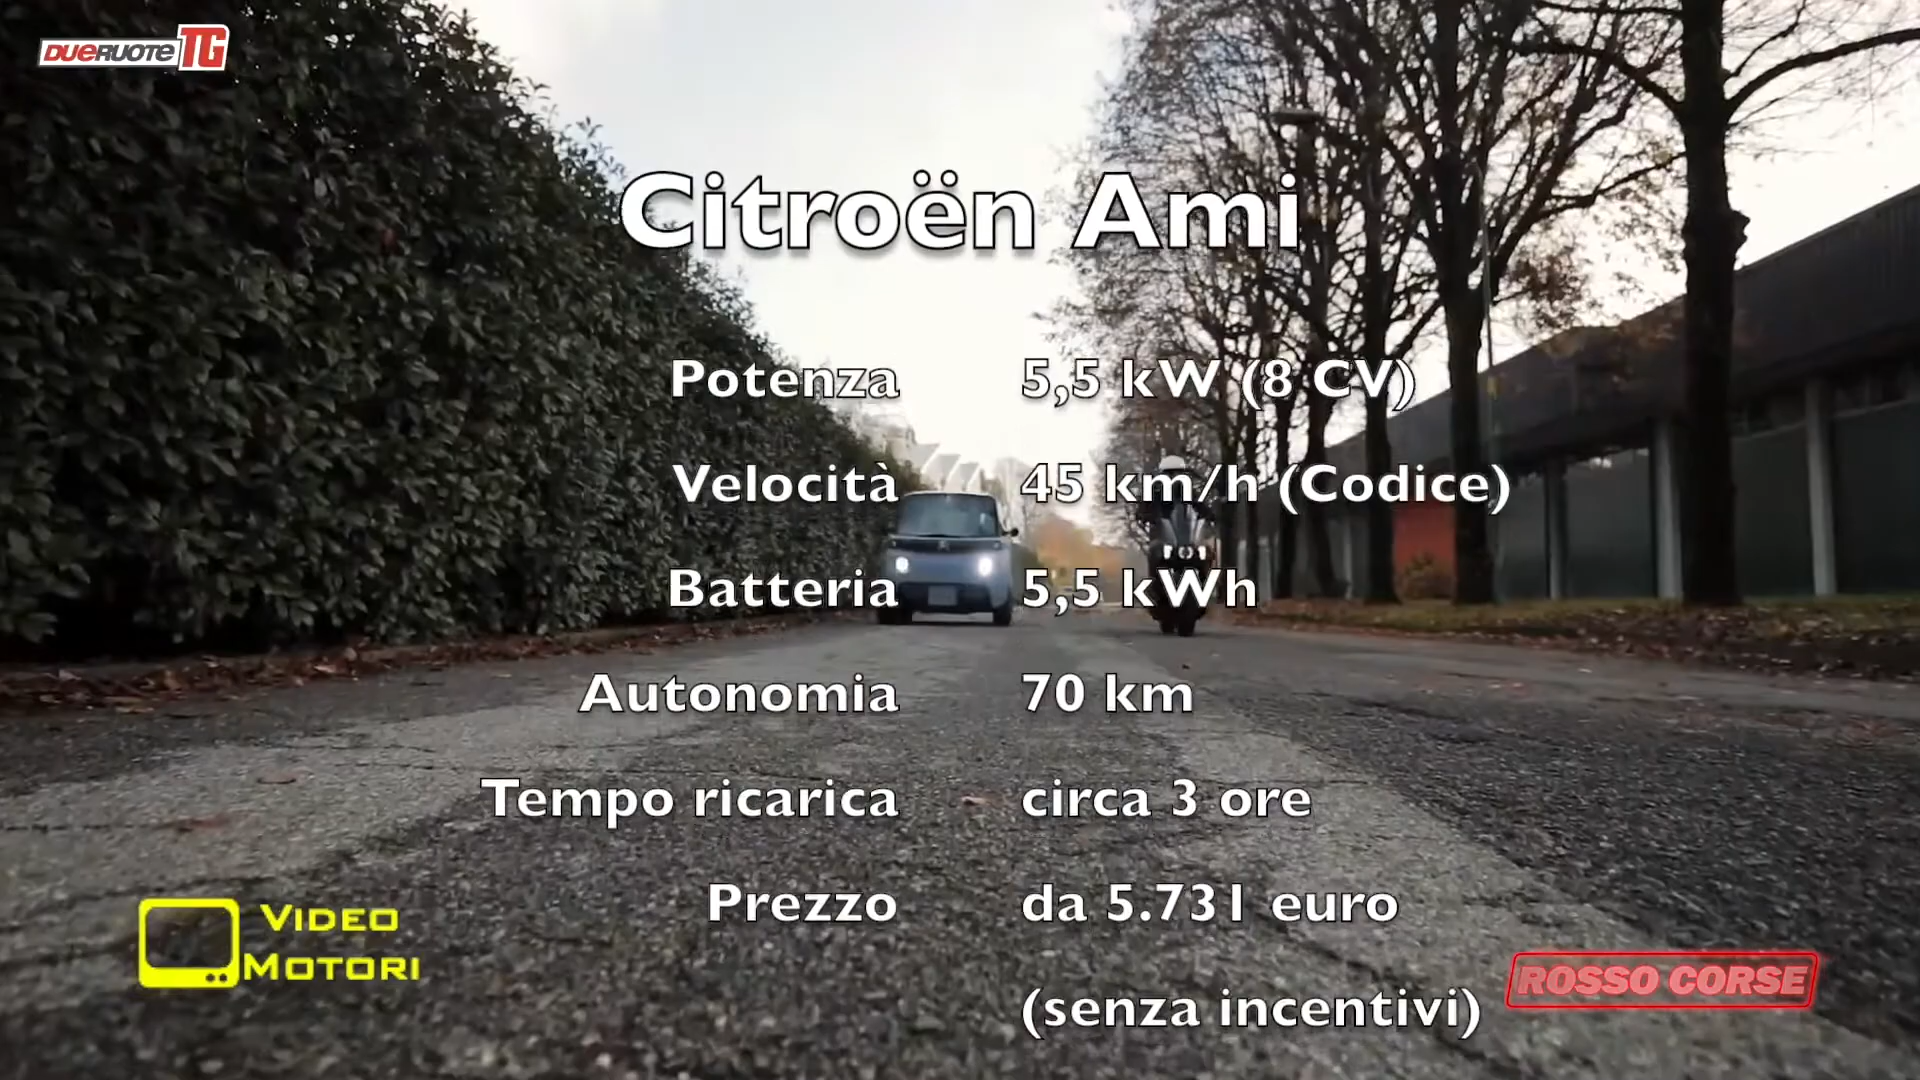 DUERUOTE TG
Citroën Ami
Potenza 5,5 kW (8 CV)
Velocità 45 km/h (Codice)
Batteria 5,5 kWh
Autonomia 70 km
Tempo ricarica circa 3 ore
Prezzo da 5.731 euro
(senza incentivi)
VIDEO
MOTORI
ROSSO CORSE